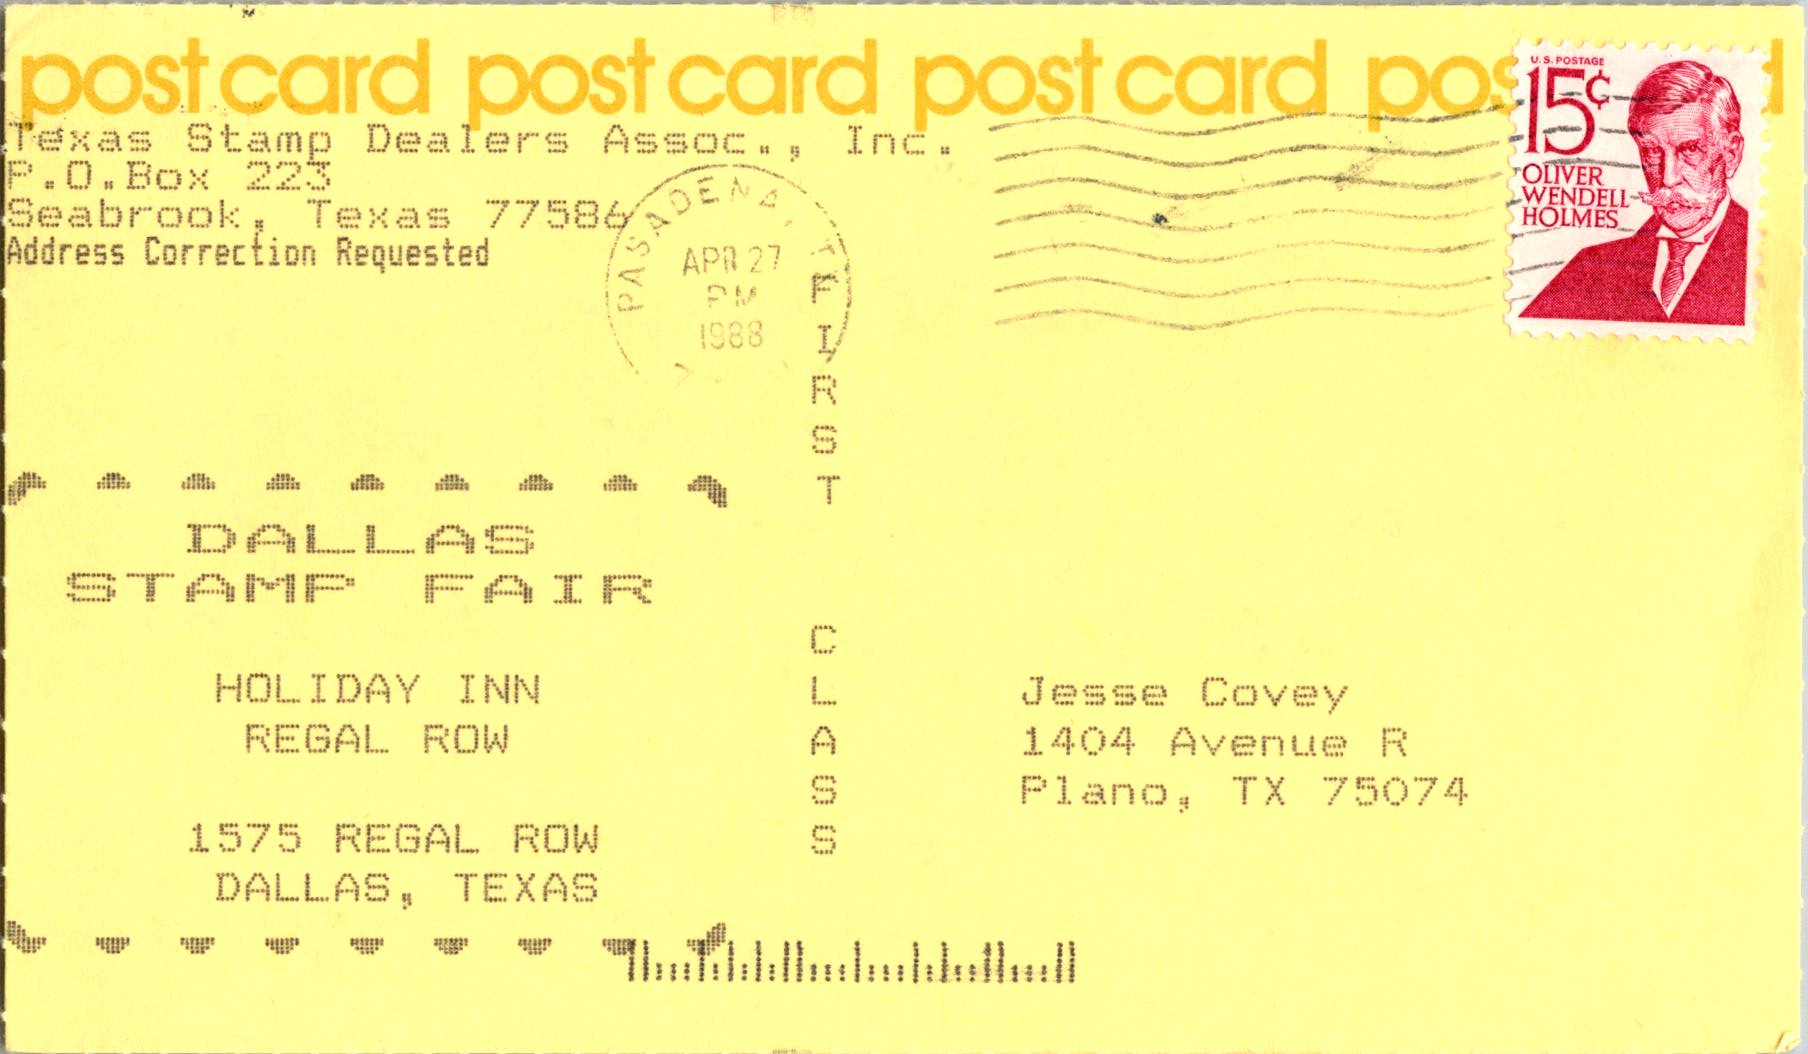 post card post card post card pos d
U.S. POSTAGE
15¢
OLIVER
WENDELL
HOLMES
Texas Stamp Dealers Assoc., Inc.
P.O.Box 223
Seabrook, Texas 77586
Address Correction Requested
PASADENA, T
APR 27
PM
1988
FIRST CLASS
DALLAS
STAMP FAIR
HOLIDAY INN
REGAL ROW
1575 REGAL ROW
DALLAS, TEXAS
Jesse Covey
1404 Avenue R
Plano, TX 75074